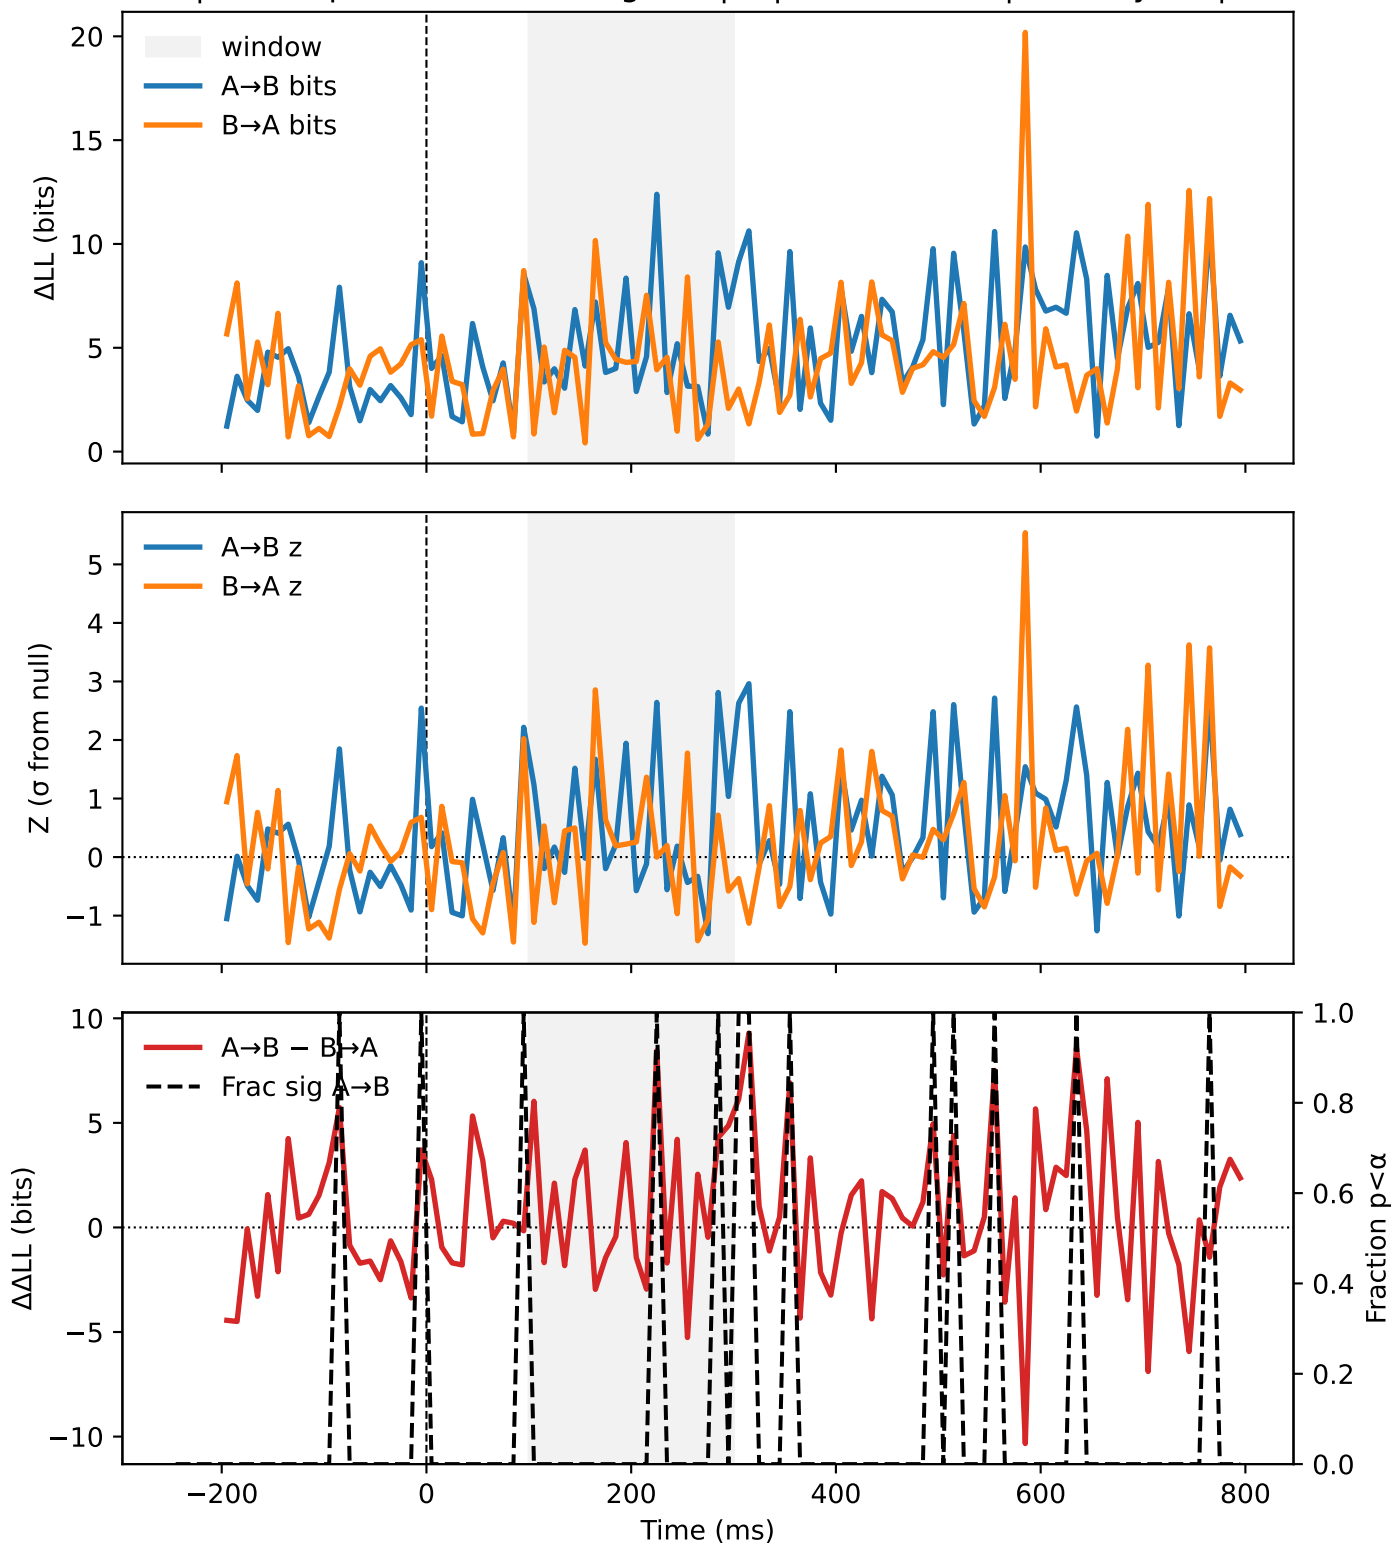 20
15
10
5
0
ΔLL (bits)
window
A→B bits
B→A bits
5
4
3
2
1
0
−1
Z (σ from null)
A→B z
B→A z
10
5
0
−5
−10
ΔΔLL (bits)
A→B − B→A
Frac sig A→B
1.0
0.8
0.6
0.4
0.2
0.0
Fraction p<α
−200 0 200 400 600 800
Time (ms)